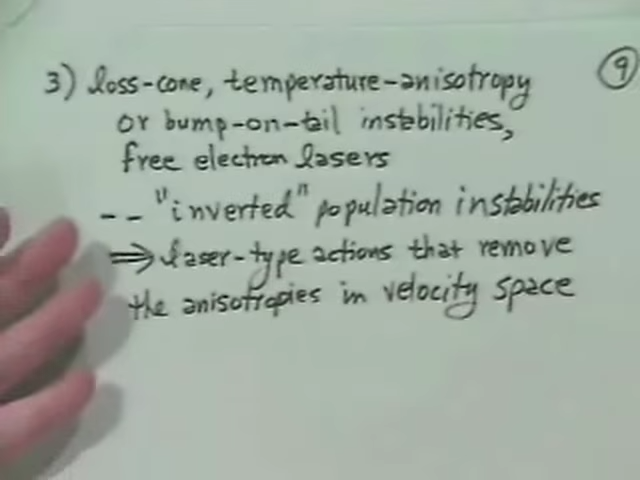 9
3) loss-cone, temperature-anisotropy
or bump-on-tail instabilities,
free electron lasers
-- "inverted" population instabilities
⇒ laser-type actions that remove
the anisotropies in velocity space